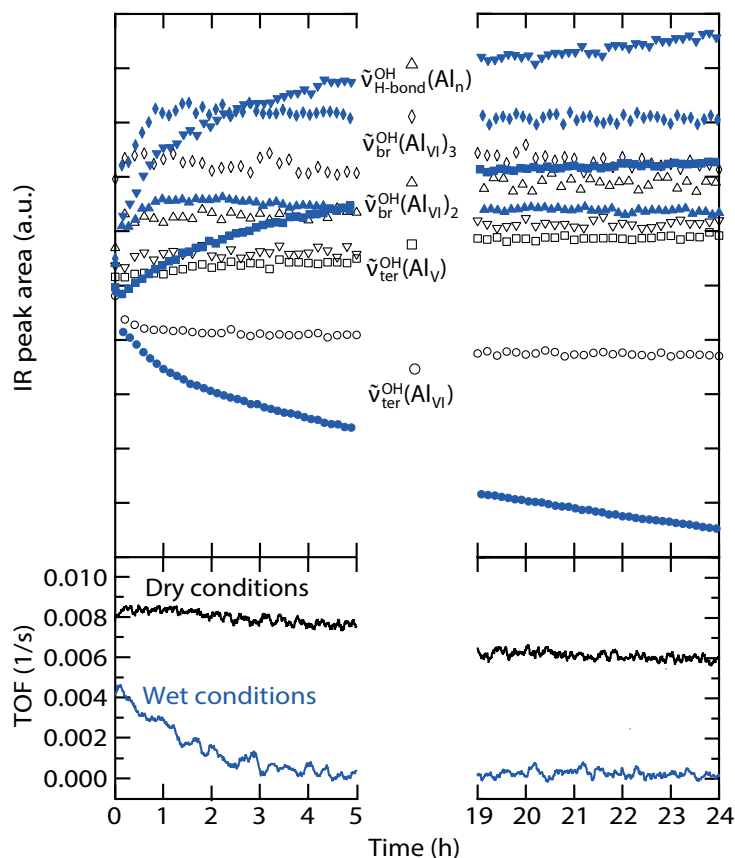 IR peak area (a.u.)
ν̃ᴼᴴ_H-bond(Al_n)
ν̃ᴼᴴ_br(Al_VI)_3
ν̃ᴼᴴ_br(Al_VI)_2
ν̃ᴼᴴ_ter(Al_V)
ν̃ᴼᴴ_ter(Al_VI)
TOF (1/s)
0.010
0.008
0.006
0.004
0.002
0.000
Dry conditions
Wet conditions
0 1 2 3 4 5 19 20 21 22 23 24
Time (h)